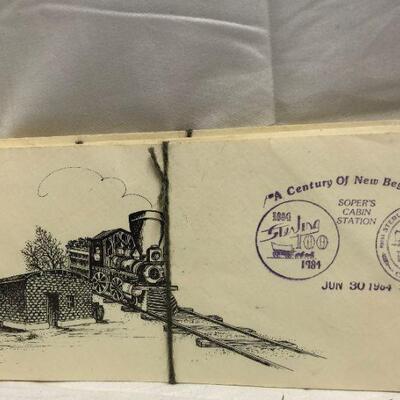 A Century Of New Beg
SOPER'S
CABIN
STATION
1884
Sterling
100
1984
JUN 30 1984